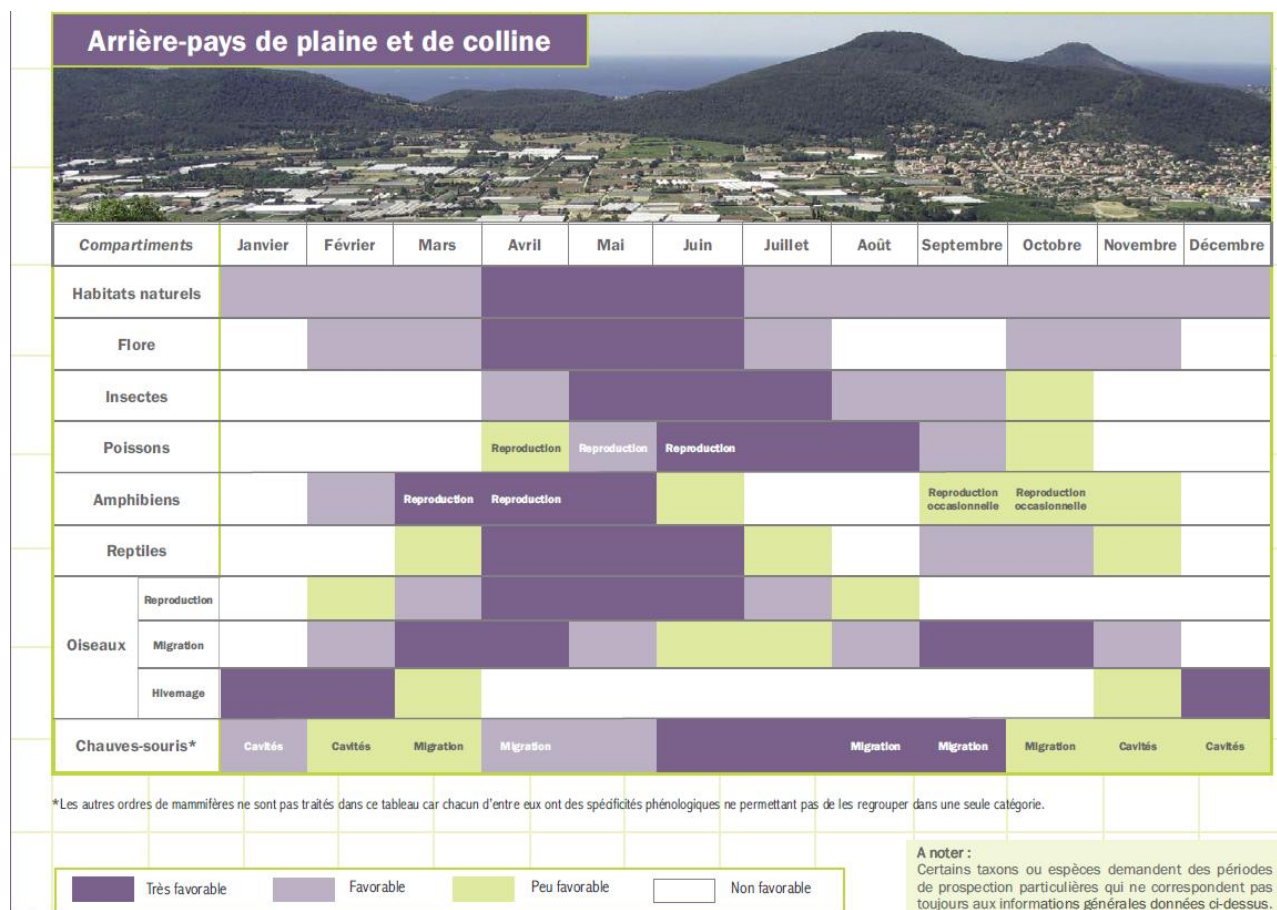 Arrière-pays de plaine et de colline
Compartiments Janvier Février Mars Avril Mai Juin Juillet Août Septembre Octobre Novembre Décembre
Habitats naturels
Flore
Insectes
Poissons Reproduction Reproduction Reproduction
Amphibiens Reproduction Reproduction Reproduction occasionnelle Reproduction occasionnelle
Reptiles
Oiseaux
Reproduction
Migration
Hivernage
Chauves-souris* Cavités Cavités Migration Migration Migration Migration Migration Cavités Cavités
*Les autres ordres de mammifères ne sont pas traités dans ce tableau car chacun d'entre eux ont des spécificités phénologiques ne permettant pas de les regrouper dans une seule catégorie.
Très favorable Favorable Peu favorable Non favorable
A noter :
Certains taxons ou espèces demandent des périodes
de prospection particulières qui ne correspondent pas
toujours aux informations générales données ci-dessus.